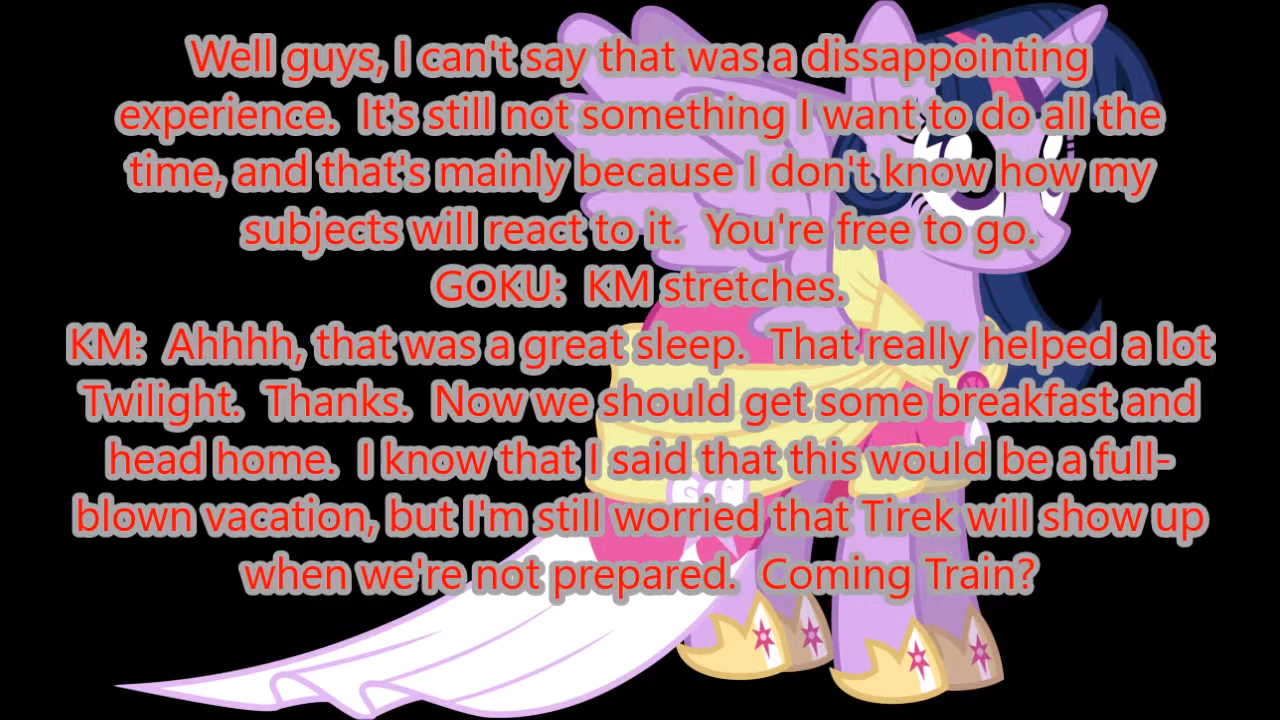 Well guys, I can't say that was a dissappointing
experience.  It's still not something I want to do all the
time, and that's mainly because I don't know how my
subjects will react to it.  You're free to go.
GOKU:  KM stretches.
KM:  Ahhhh, that was a great sleep.  That really helped a lot
Twilight.  Thanks.  Now we should get some breakfast and
head home.  I know that I said that this would be a full-
blown vacation, but I'm still worried that Tirek will show up
when we're not prepared.  Coming Train?